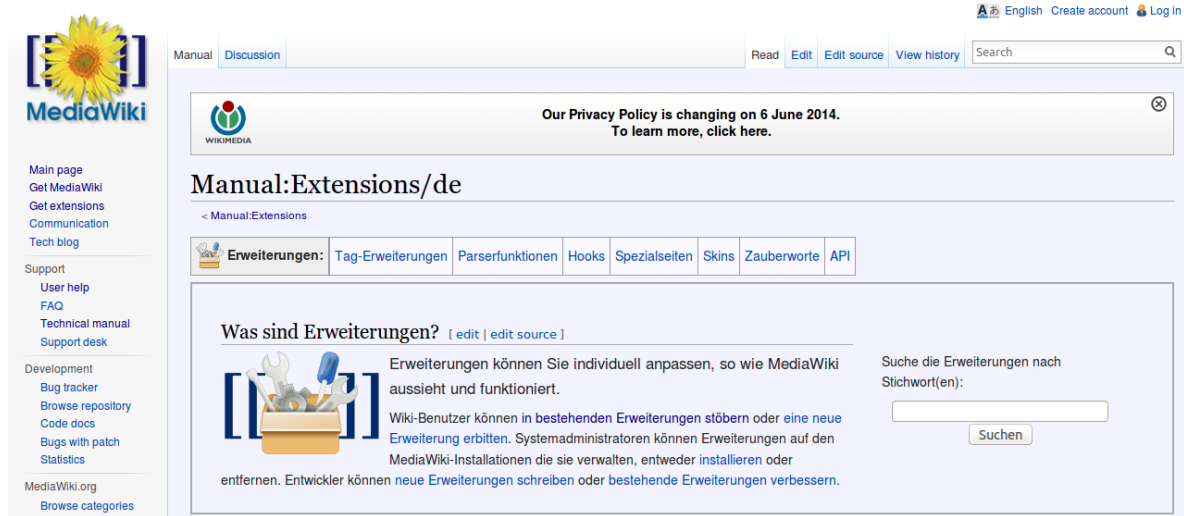 English Create account Log in
MediaWiki
Manual Discussion
Read Edit Edit source View history Search
WIKIMEDIA
Our Privacy Policy is changing on 6 June 2014.
To learn more, click here.
Main page
Get MediaWiki
Get extensions
Communication
Tech blog
Support
User help
FAQ
Technical manual
Support desk
Development
Bug tracker
Browse repository
Code docs
Bugs with patch
Statistics
MediaWiki.org
Browse categories
Manual:Extensions/de
< Manual:Extensions
Erweiterungen: Tag-Erweiterungen Parserfunktionen Hooks Spezialseiten Skins Zauberworte API
Was sind Erweiterungen? [ edit | edit source ]
Erweiterungen können Sie individuell anpassen, so wie MediaWiki
aussieht und funktioniert.
Wiki-Benutzer können in bestehenden Erweiterungen stöbern oder eine neue
Erweiterung erbitten. Systemadministratoren können Erweiterungen auf den
MediaWiki-Installationen die sie verwalten, entweder installieren oder
entfernen. Entwickler können neue Erweiterungen schreiben oder bestehende Erweiterungen verbessern.
Suche die Erweiterungen nach
Stichwort(en):
Suchen